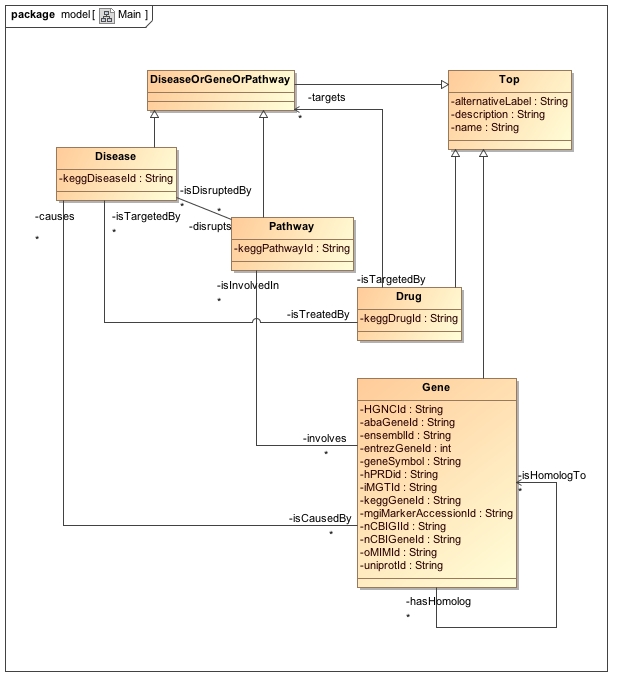 package model [ Main ]
DiseaseOrGeneOrPathway
Top
-alternativeLabel : String
-description : String
-name : String
-targets
*
Disease
-keggDiseaseId : String
-isDisruptedBy
*
*
-disrupts
-causes
*
-isTargetedBy
*
Pathway
-keggPathwayId : String
-isInvolvedIn
*
-isTargetedBy
Drug
-keggDrugId : String
-isTreatedBy
Gene
-HGNCId : String
-abaGeneId : String
-ensemblId : String
-entrezGeneId : int
-geneSymbol : String
-hPRDid : String
-iMGTId : String
-keggGeneId : String
-mgiMarkerAccessionId : String
-nCBIGIId : String
-nCBIGeneId : String
-oMIMId : String
-uniprotId : String
-involves
*
-isHomologTo
*
-isCausedBy
*
-hasHomolog
*